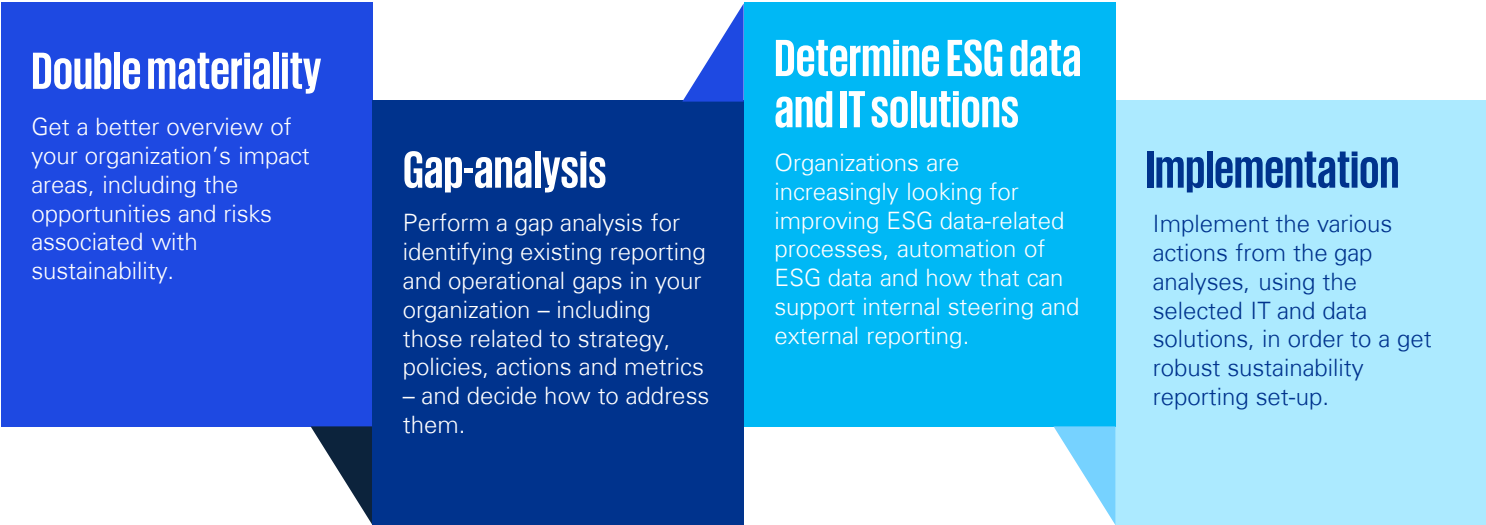 Double materiality
Get a better overview of
your organization's impact
areas, including the
opportunities and risks
associated with
sustainability.
Gap-analysis
Perform a gap analysis for
identifying existing reporting
and operational gaps in your
organization – including
those related to strategy,
policies, actions and metrics
– and decide how to address
them.
Determine ESG data
and IT solutions
Organizations are
increasingly looking for
improving ESG data-related
processes, automation of
ESG data and how that can
support internal steering and
external reporting.
Implementation
Implement the various
actions from the gap
analyses, using the
selected IT and data
solutions, in order to a get
robust sustainability
reporting set-up.